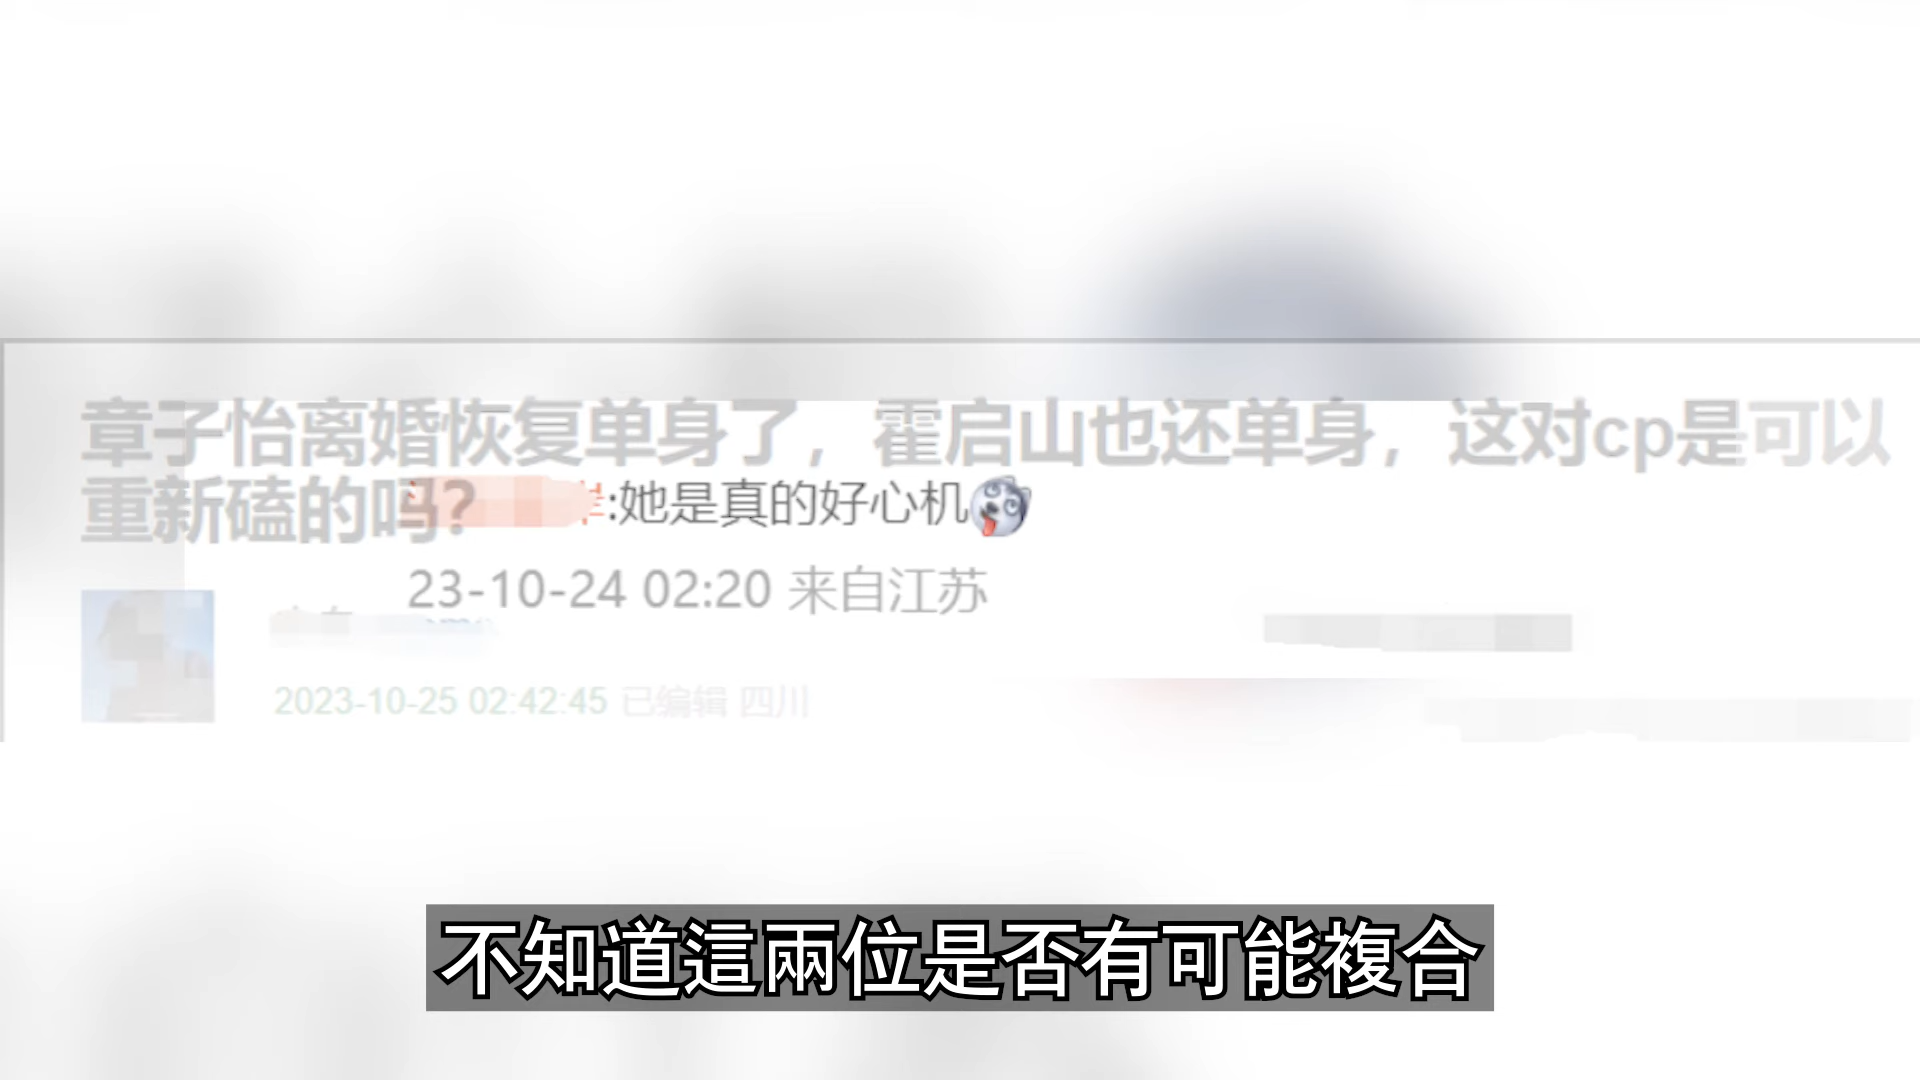 章子怡离婚恢复单身了，霍启山也还单身，这对cp是可以
重新磕的吗？
:她是真的好心机
23-10-24 02:20 来自江苏
2023-10-25 02:42:45 已编辑 四川
不知道這兩位是否有可能複合